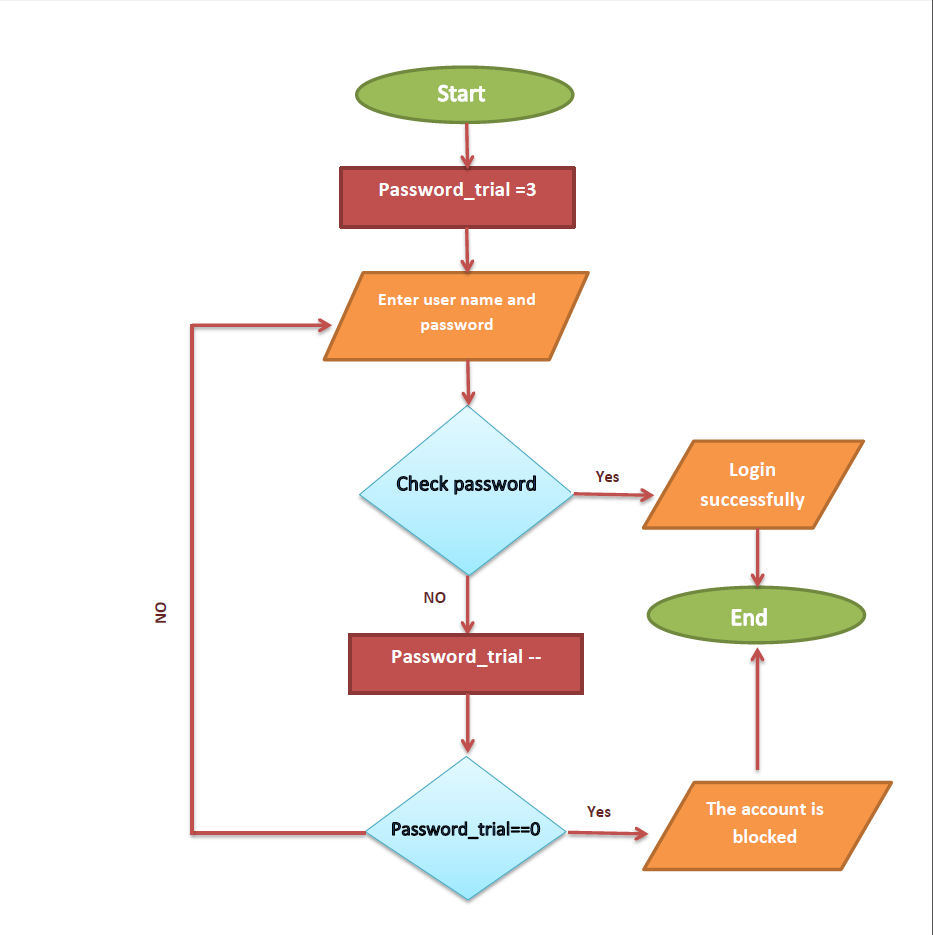 Start
Password_trial =3
Enter user name and
password
Check password
Yes
Login
successfully
End
NO
Password_trial --
NO
Password_trial==0
Yes
The account is
blocked